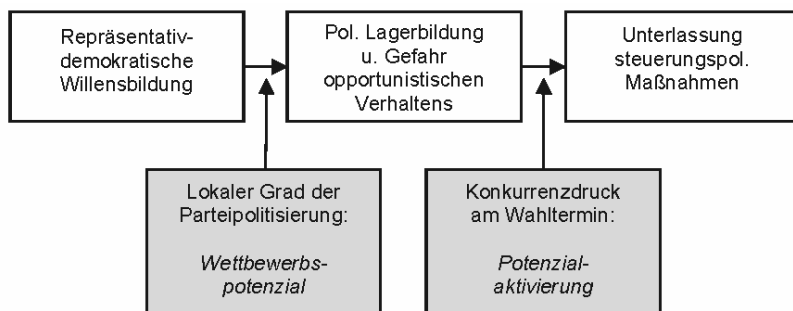 Repräsentativ-
demokratische
Willensbildung
Pol. Lagerbildung
u. Gefahr
opportunistischen
Verhaltens
Unterlassung
steuerungspol.
Maßnahmen
Lokaler Grad der
Parteipolitisierung:
Wettbewerbs-
potenzial
Konkurrenzdruck
am Wahltermin:
Potenzial-
aktivierung